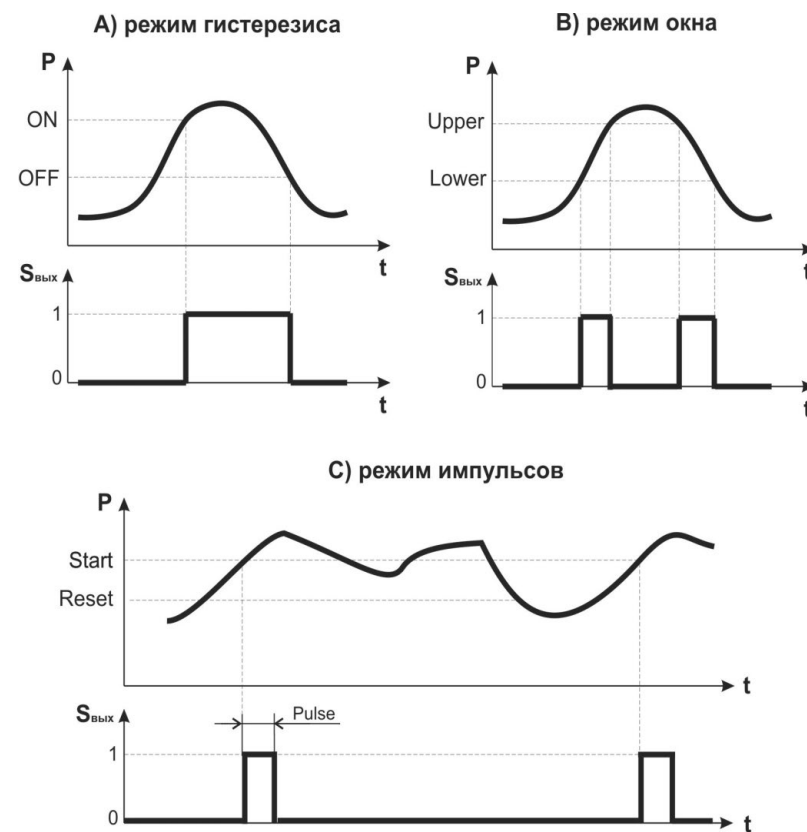 A) режим гистерезиса
P
ON
OFF
t
Sвых
1
0
t
B) режим окна
P
Upper
Lower
t
Sвых
1
0
t
C) режим импульсов
P
Start
Reset
t
Sвых
Pulse
1
0
t